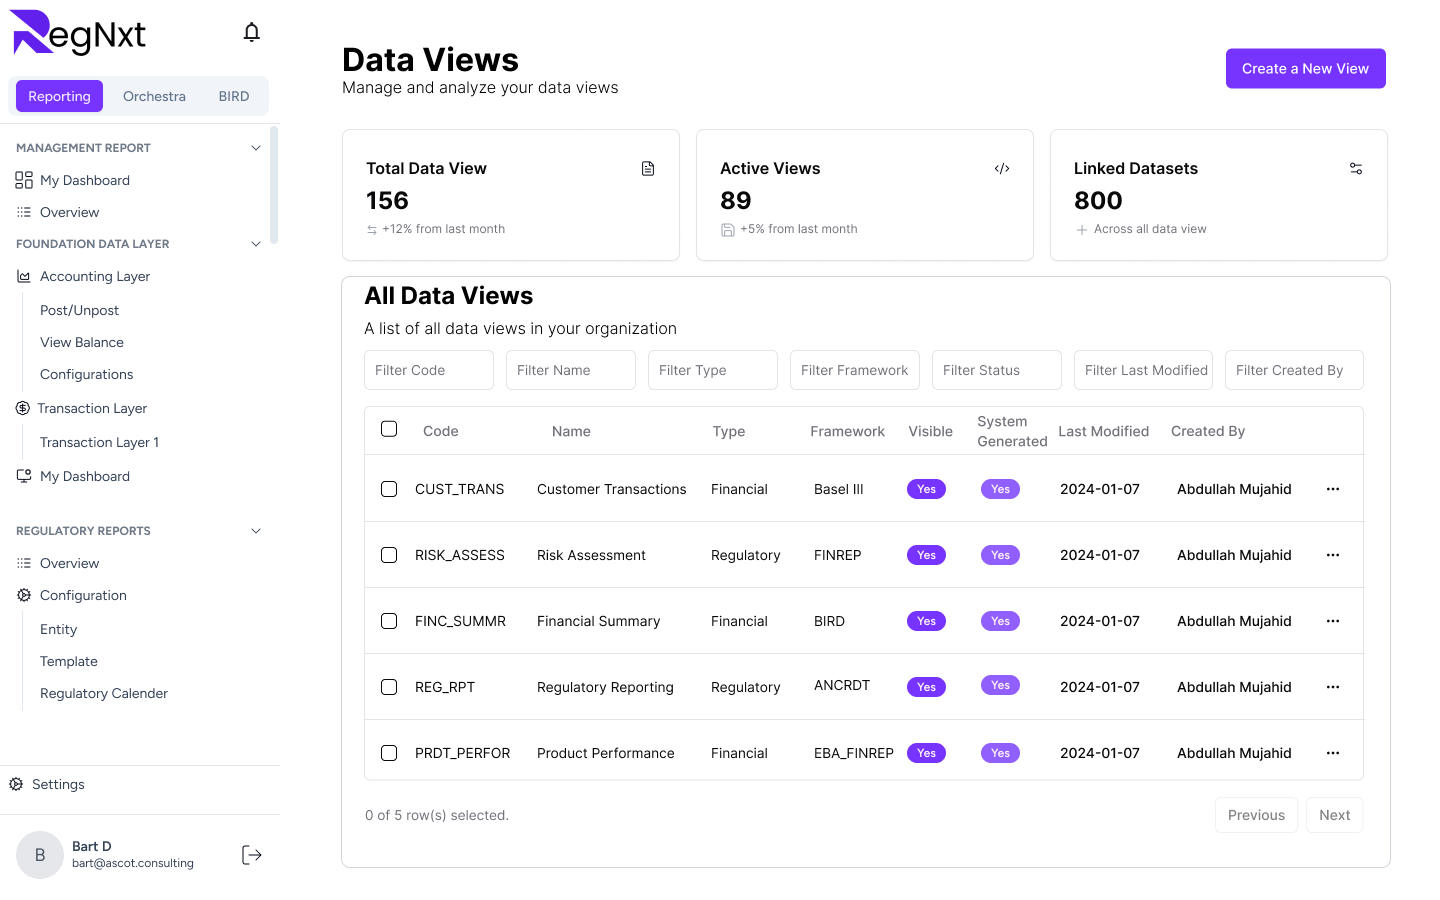 RegNxt
Reporting Orchestra BIRD
MANAGEMENT REPORT
My Dashboard
Overview
FOUNDATION DATA LAYER
Accounting Layer
Post/Unpost
View Balance
Configurations
Transaction Layer
Transaction Layer 1
My Dashboard
REGULATORY REPORTS
Overview
Configuration
Entity
Template
Regulatory Calender
Settings
B
Bart D
bart@ascot.consulting
Data Views
Manage and analyze your data views
Create a New View
Total Data View
156
+12% from last month
Active Views
89
+5% from last month
Linked Datasets
800
Across all data view
All Data Views
A list of all data views in your organization
Filter Code Filter Name Filter Type Filter Framework Filter Status Filter Last Modified Filter Created By
Code Name Type Framework Visible System Generated Last Modified Created By
CUST_TRANS Customer Transactions Financial Basel III Yes Yes 2024-01-07 Abdullah Mujahid
RISK_ASSESS Risk Assessment Regulatory FINREP Yes Yes 2024-01-07 Abdullah Mujahid
FINC_SUMMR Financial Summary Financial BIRD Yes Yes 2024-01-07 Abdullah Mujahid
REG_RPT Regulatory Reporting Regulatory ANCRDT Yes Yes 2024-01-07 Abdullah Mujahid
PRDT_PERFOR Product Performance Financial EBA_FINREP Yes Yes 2024-01-07 Abdullah Mujahid
0 of 5 row(s) selected.
Previous Next